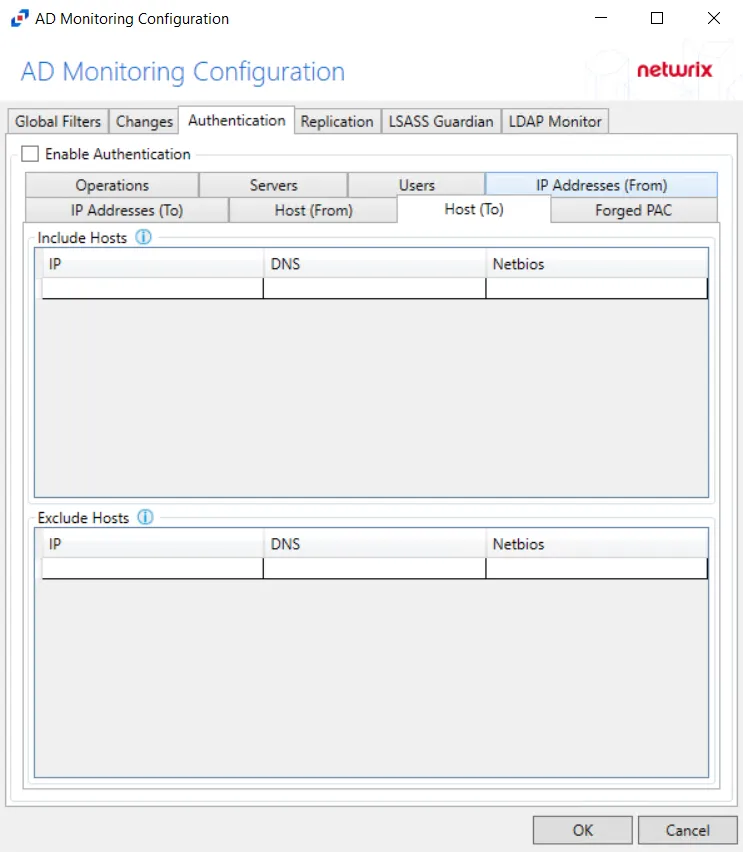 AD Monitoring Configuration
AD Monitoring Configuration
netwrix
Global Filters Changes Authentication Replication LSASS Guardian LDAP Monitor
Enable Authentication
Operations Servers Users IP Addresses (From)
IP Addresses (To) Host (From) Host (To) Forged PAC
Include Hosts
IP DNS Netbios
Exclude Hosts
IP DNS Netbios
OK Cancel